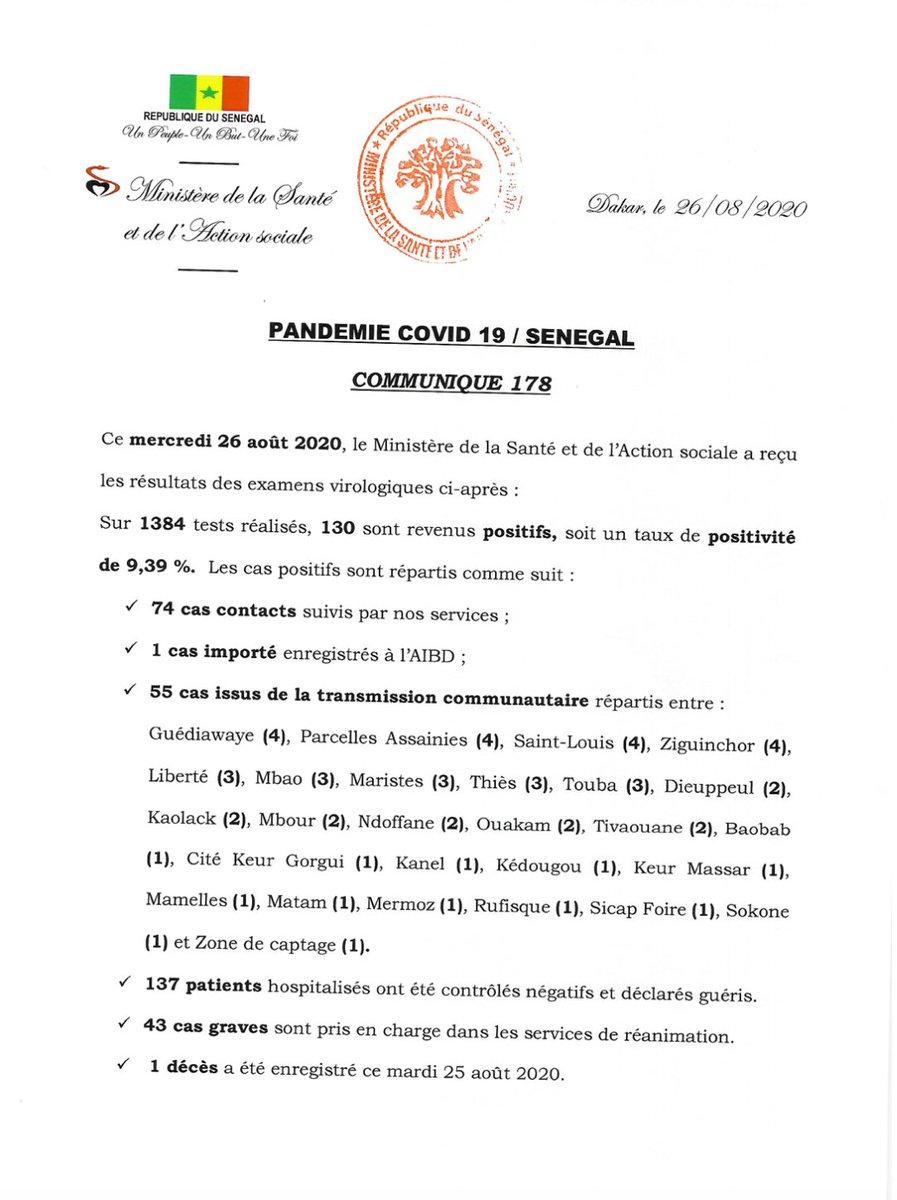 REPUBLIQUE DU SENEGAL
Un Peuple-Un But-Une Foi
Ministère de la Santé
et de l'Action sociale
République du Sénégal
MINISTÈRE DE LA SANTÉ ET DE
Dakar, le 26/08/2020
PANDEMIE COVID 19 / SENEGAL
COMMUNIQUE 178
Ce mercredi 26 août 2020, le Ministère de la Santé et de l'Action sociale a reçu
les résultats des examens virologiques ci-après :
Sur 1384 tests réalisés, 130 sont revenus positifs, soit un taux de positivité
de 9,39 %. Les cas positifs sont répartis comme suit :
✓ 74 cas contacts suivis par nos services ;
✓ 1 cas importé enregistrés à l'AIBD ;
✓ 55 cas issus de la transmission communautaire répartis entre :
Guédiawaye (4), Parcelles Assainies (4), Saint-Louis (4), Ziguinchor (4),
Liberté (3), Mbao (3), Maristes (3), Thiès (3), Touba (3), Dieuppeul (2),
Kaolack (2), Mbour (2), Ndoffane (2), Ouakam (2), Tivaouane (2), Baobab
(1), Cité Keur Gorgui (1), Kanel (1), Kédougou (1), Keur Massar (1),
Mamelles (1), Matam (1), Mermoz (1), Rufisque (1), Sicap Foire (1), Sokone
(1) et Zone de captage (1).
✓ 137 patients hospitalisés ont été contrôlés négatifs et déclarés guéris.
✓ 43 cas graves sont pris en charge dans les services de réanimation.
✓ 1 décès a été enregistré ce mardi 25 août 2020.